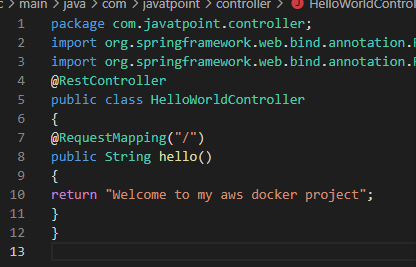 main > java > com > javatpoint > controller > HelloWorldContro
1 package com.javatpoint.controller;
2 import org.springframework.web.bind.annotation.
3 import org.springframework.web.bind.annotation.
4 @RestController
5 public class HelloWorldController
6 {
7 @RequestMapping("/")
8 public String hello()
9 {
10 return "Welcome to my aws docker project";
11 }
12 }
13